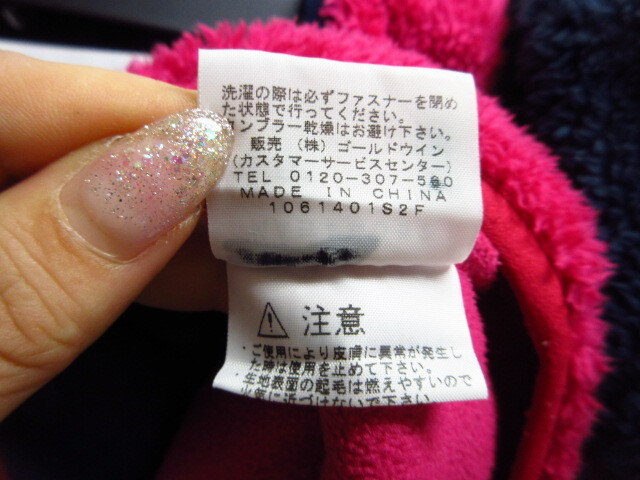 洗濯の際は必ずファスナーを閉め
た状態で行ってください。
ンブラー乾燥はお避け下さい。
販売 (株) ゴールドウイン
(カスタマーサービスセンター)
TEL 0120-307-560
MADE IN CHINA
1061401S2F
⚠ 注意
・ご使用により皮膚に異常が発生し
た時は使用を止めて下さい。
・生地表面の起毛は燃えやすいので
火気に近づけないで下さい。